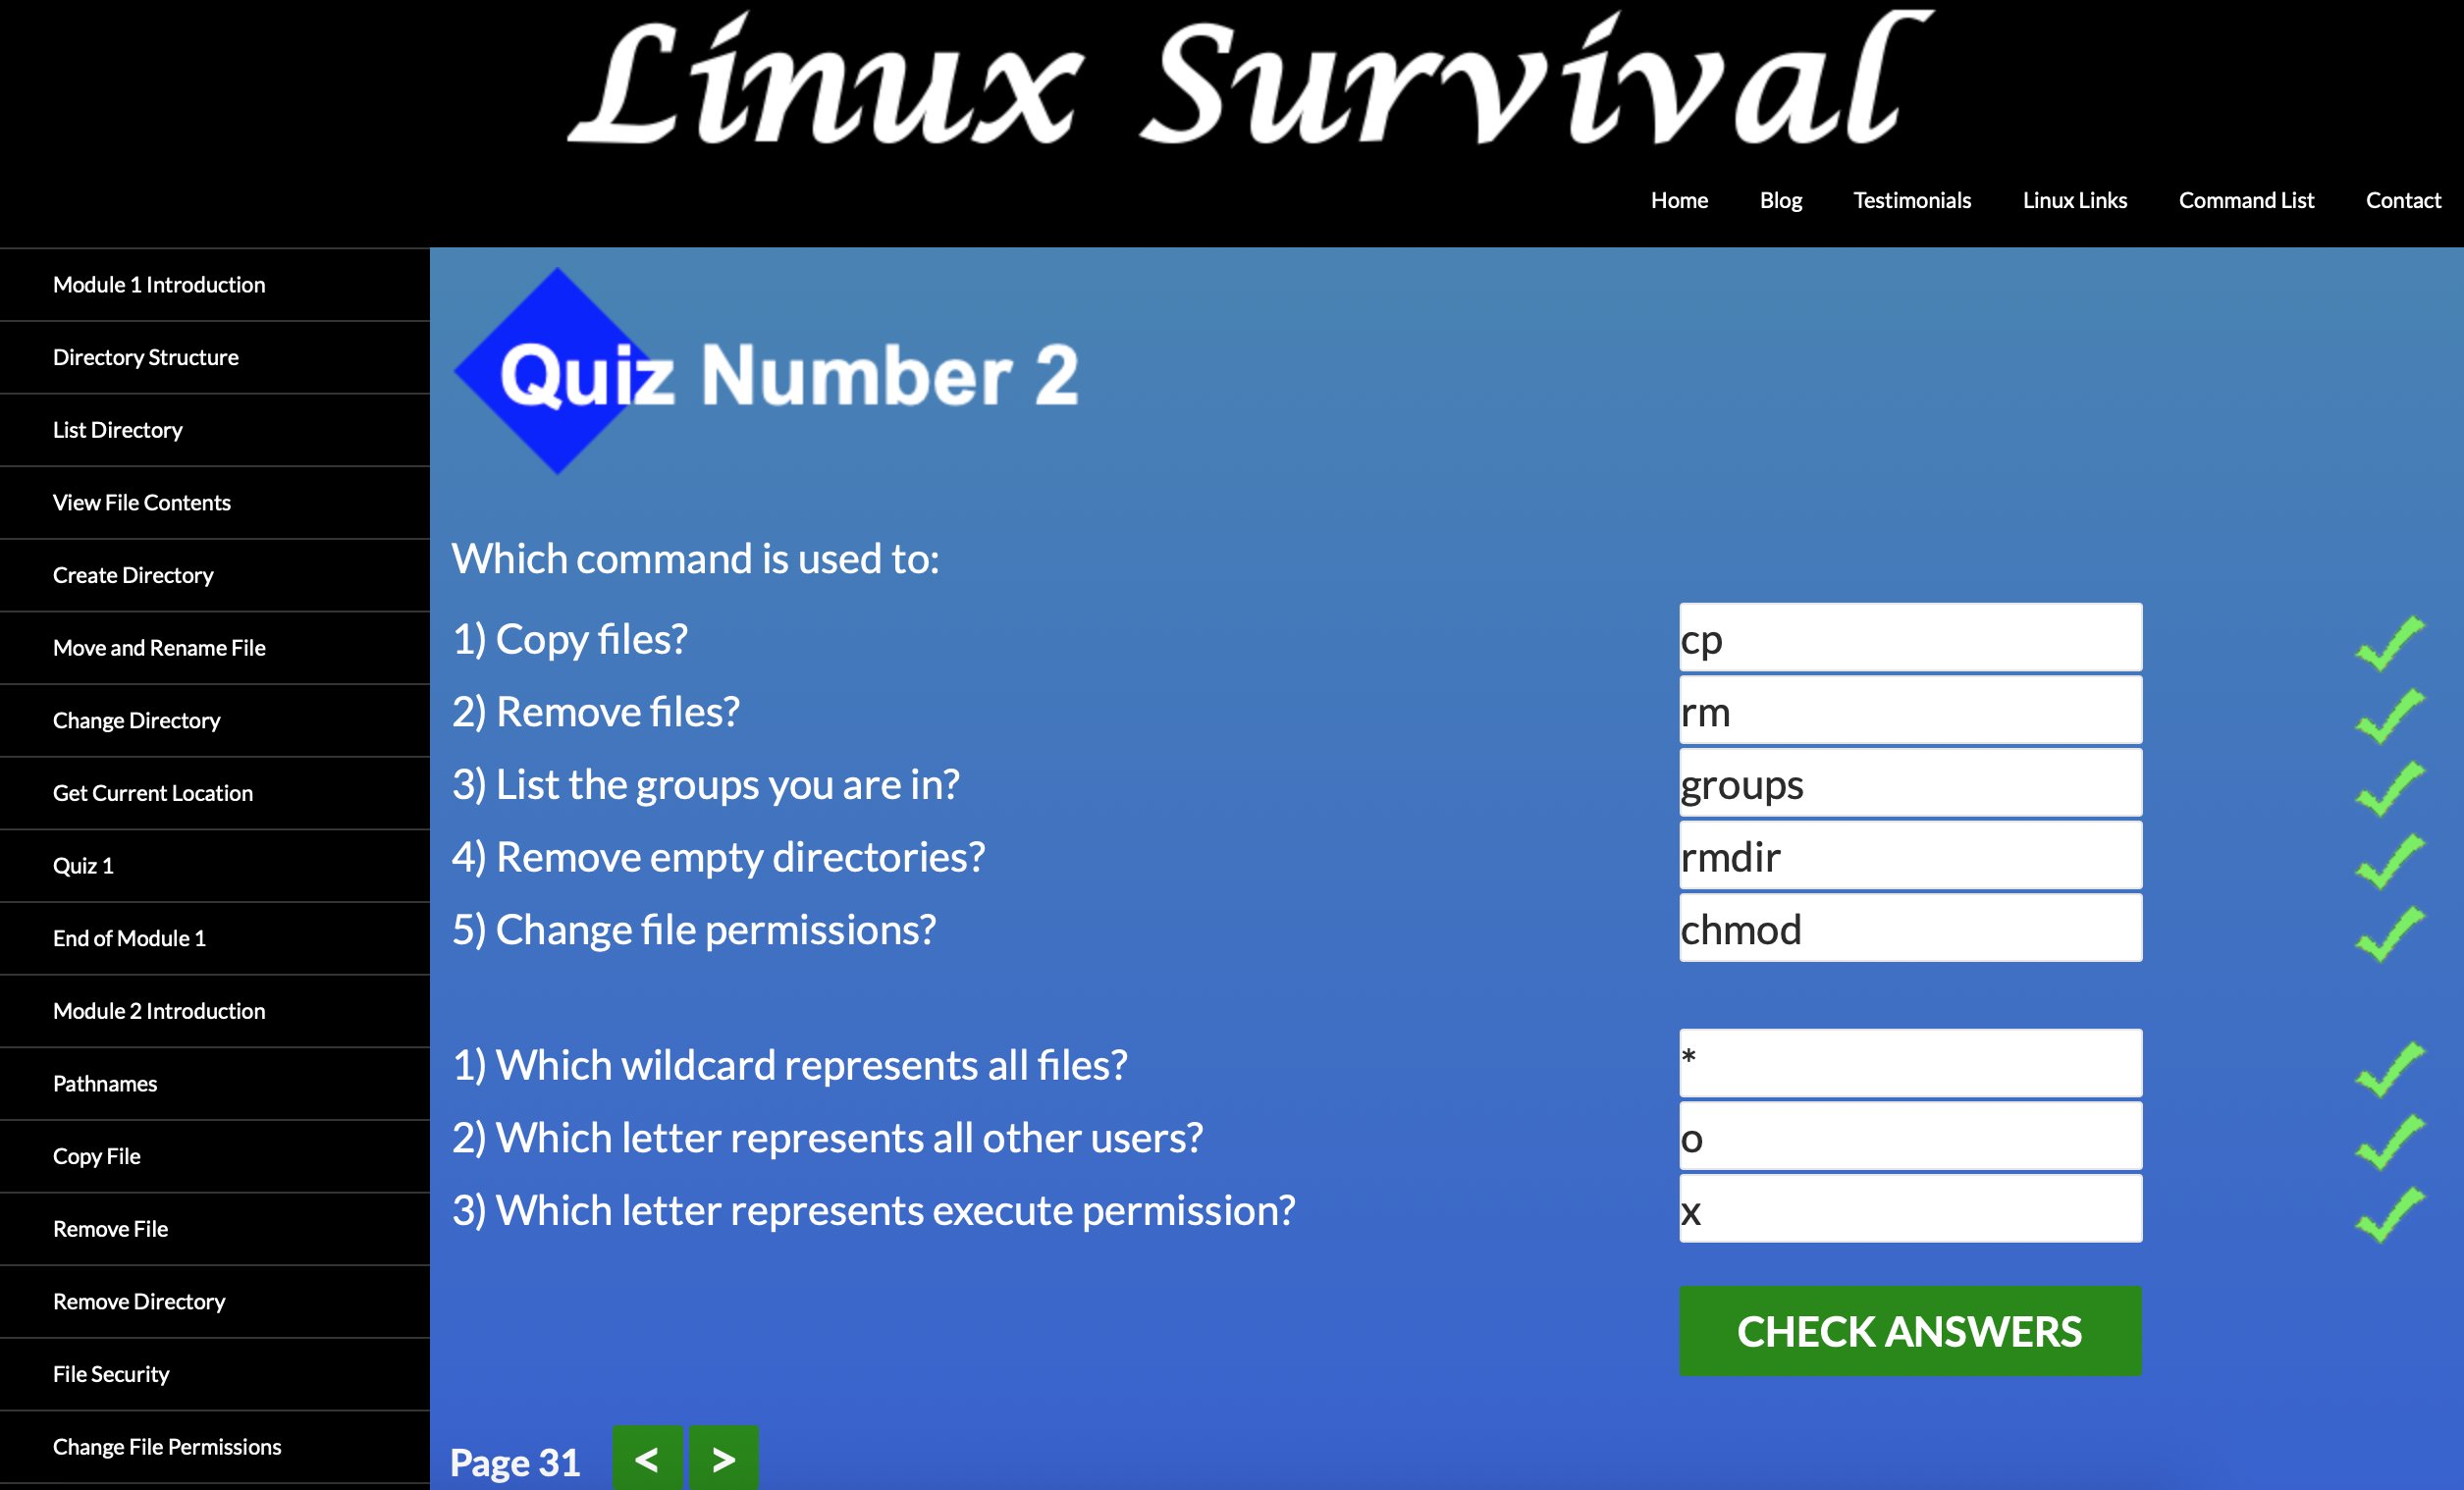 Linux Survival
Home Blog Testimonials Linux Links Command List Contact
Module 1 Introduction
Directory Structure
List Directory
View File Contents
Create Directory
Move and Rename File
Change Directory
Get Current Location
Quiz 1
End of Module 1
Module 2 Introduction
Pathnames
Copy File
Remove File
Remove Directory
File Security
Change File Permissions
Quiz Number 2
Which command is used to:
1) Copy files? cp
2) Remove files? rm
3) List the groups you are in? groups
4) Remove empty directories? rmdir
5) Change file permissions? chmod
1) Which wildcard represents all files? *
2) Which letter represents all other users? o
3) Which letter represents execute permission? x
CHECK ANSWERS
Page 31 < >